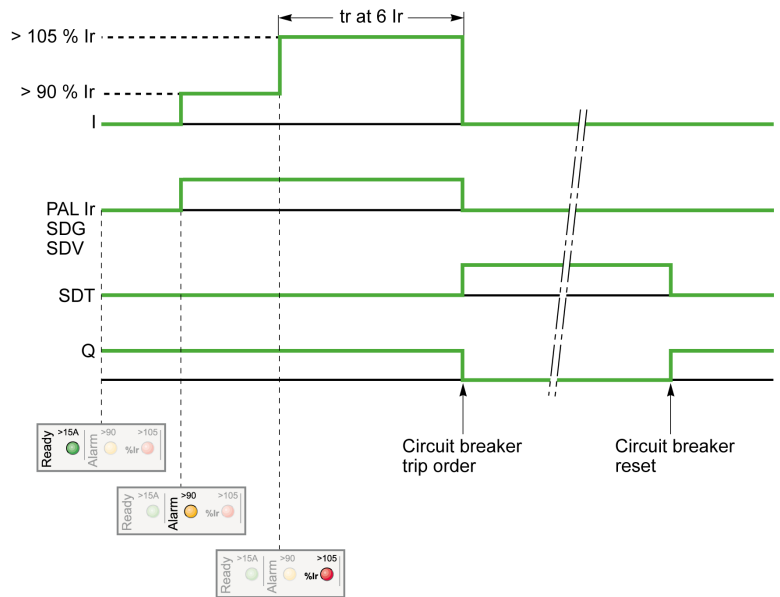 tr at 6 Ir
> 105 % Ir
> 90 % Ir
I
PAL Ir
SDG
SDV
SDT
Q
Circuit breaker
trip order
Circuit breaker
reset
Ready >15A Alarm >90 %Ir >105
Ready >15A Alarm >90 %Ir >105
Ready >15A Alarm >90 %Ir >105